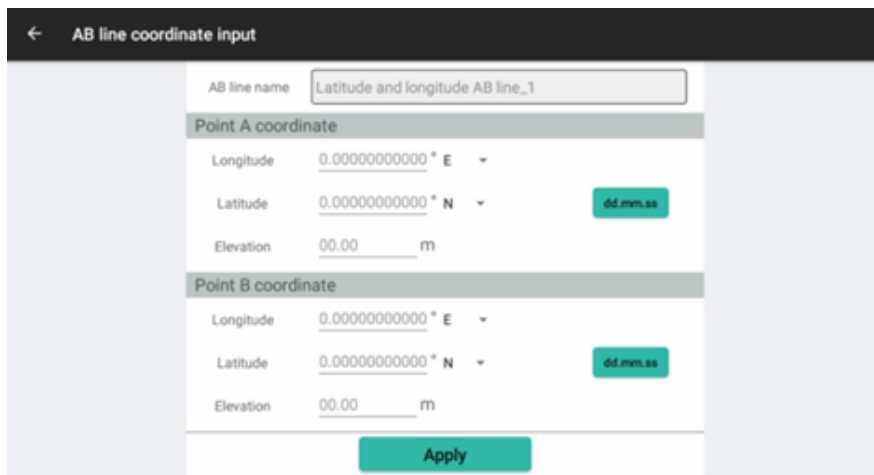 AB line coordinate input
AB line name Latitude and longitude AB line_1
Point A coordinate
Longitude 0.00000000000 ° E
Latitude 0.00000000000 ° N dd.mm.ss
Elevation 00.00 m
Point B coordinate
Longitude 0.00000000000 ° E
Latitude 0.00000000000 ° N dd.mm.ss
Elevation 00.00 m
Apply